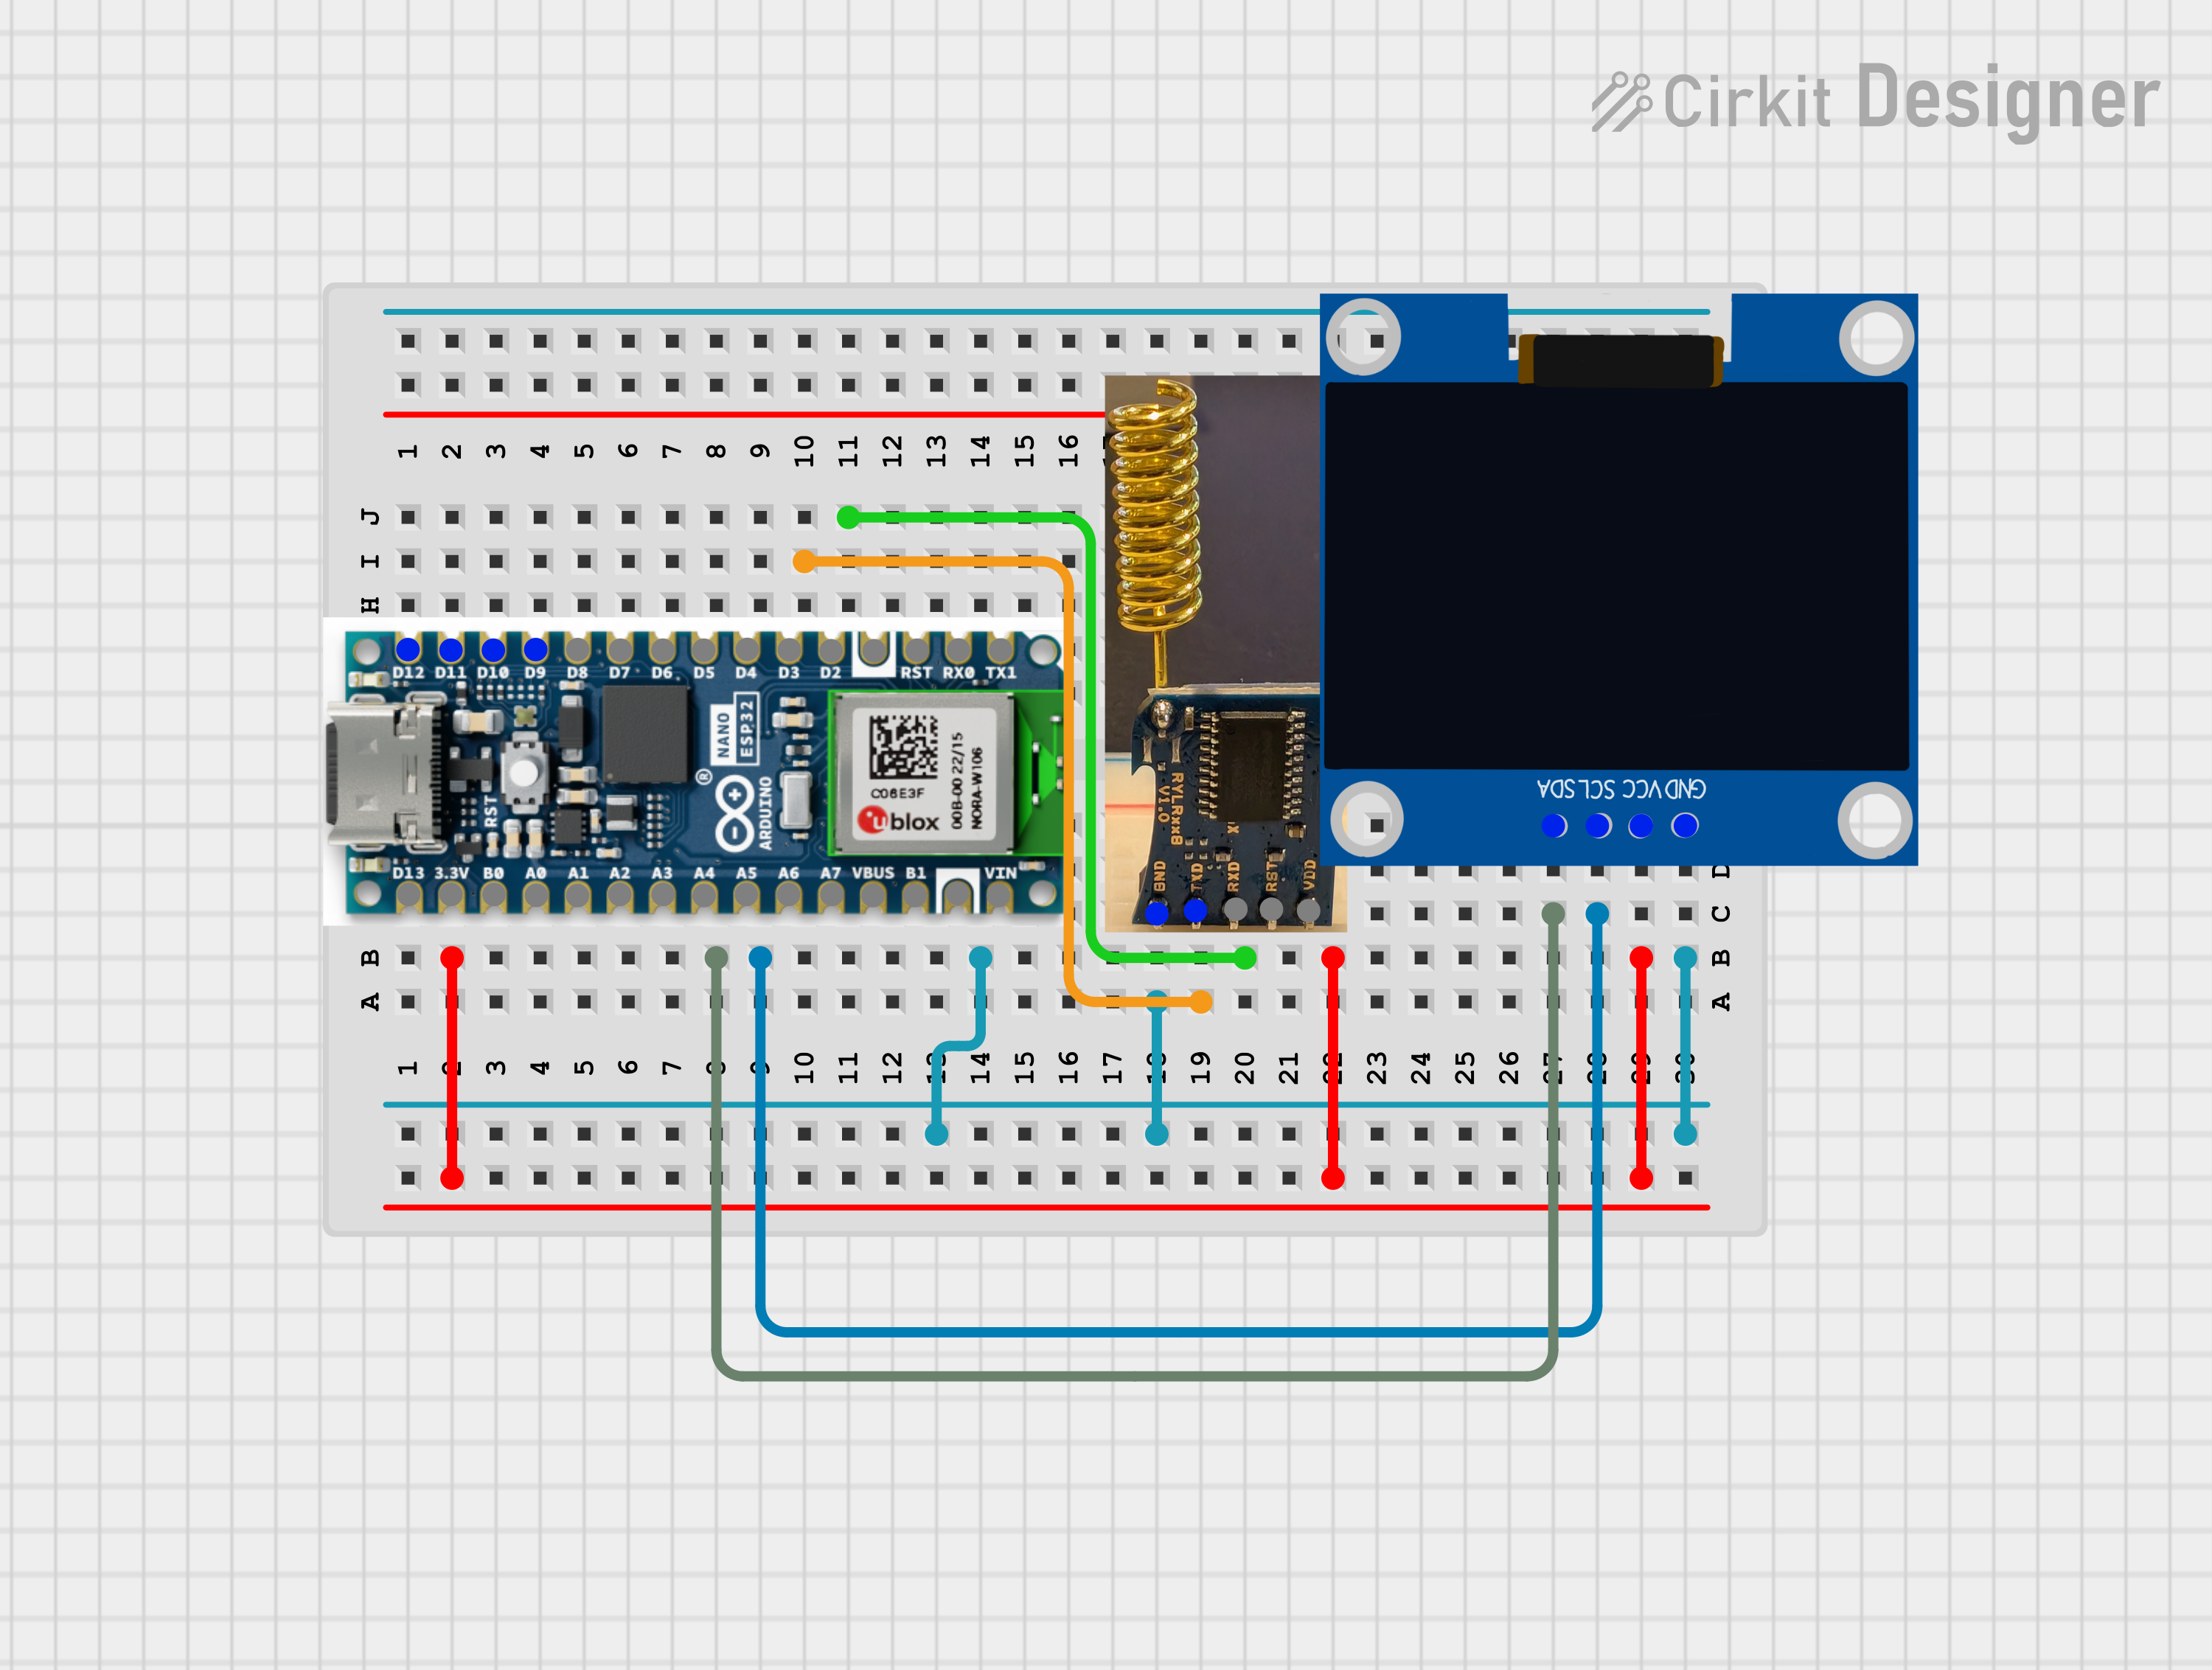 Cirkit Designer
1 2 3 4 5 6 7 8 9 10 11 12 13 14 15 16
J
I
H
D12 D11 D10 D9 D8 D7 D6 D5 D4 D3 D2 RST RX0 TX1
RST
NANO
ESP32
®
ARDUINO
C06E3F
ublox
00B-00 22/15
NORA-W106
RYLRxx8
V1.0
GND VCC SCL SDA
GND TXD RXD RST VDD
D13 3.3V B0 A0 A1 A2 A3 A4 A5 A6 A7 VBUS B1 VIN
D
C
B B
A A
1 2 3 4 5 6 7 8 9 10 11 12 13 14 15 16 17 18 19 20 21 22 23 24 25 26 27 28 29 30